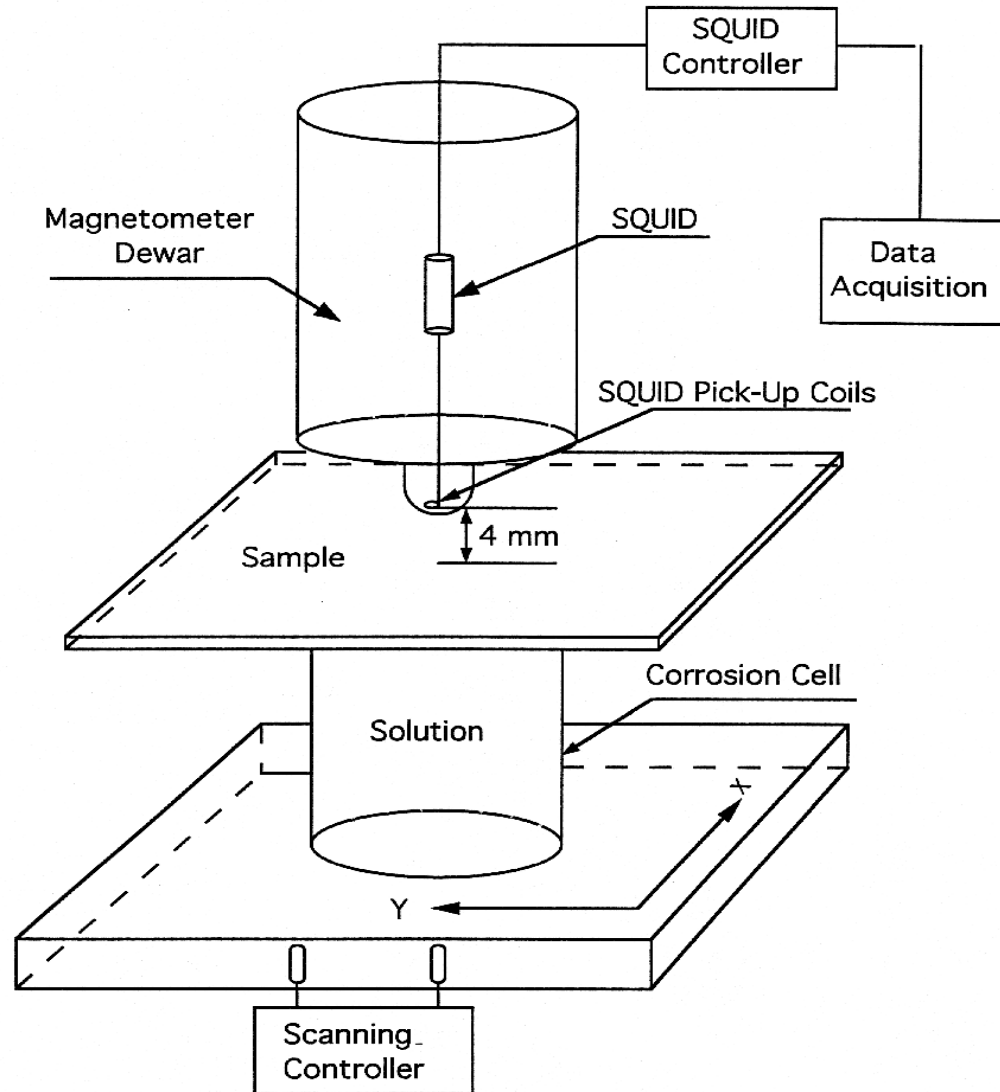 SQUID
Controller
Magnetometer
Dewar
SQUID
Data
Acquisition
SQUID Pick-Up Coils
4 mm
Sample
Corrosion Cell
Solution
X
Y
Scanning
Controller